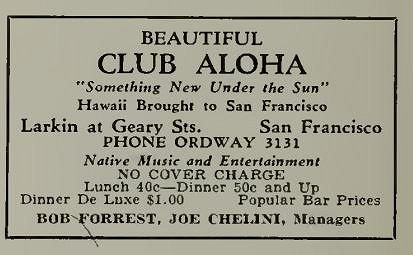 BEAUTIFUL
CLUB ALOHA
"Something New Under the Sun"
Hawaii Brought to San Francisco
Larkin at Geary Sts. San Francisco
PHONE ORDWAY 3131
Native Music and Entertainment
NO COVER CHARGE
Lunch 40c—Dinner 50c and Up
Dinner De Luxe $1.00 Popular Bar Prices
BOB FORREST, JOE CHELINI, Managers